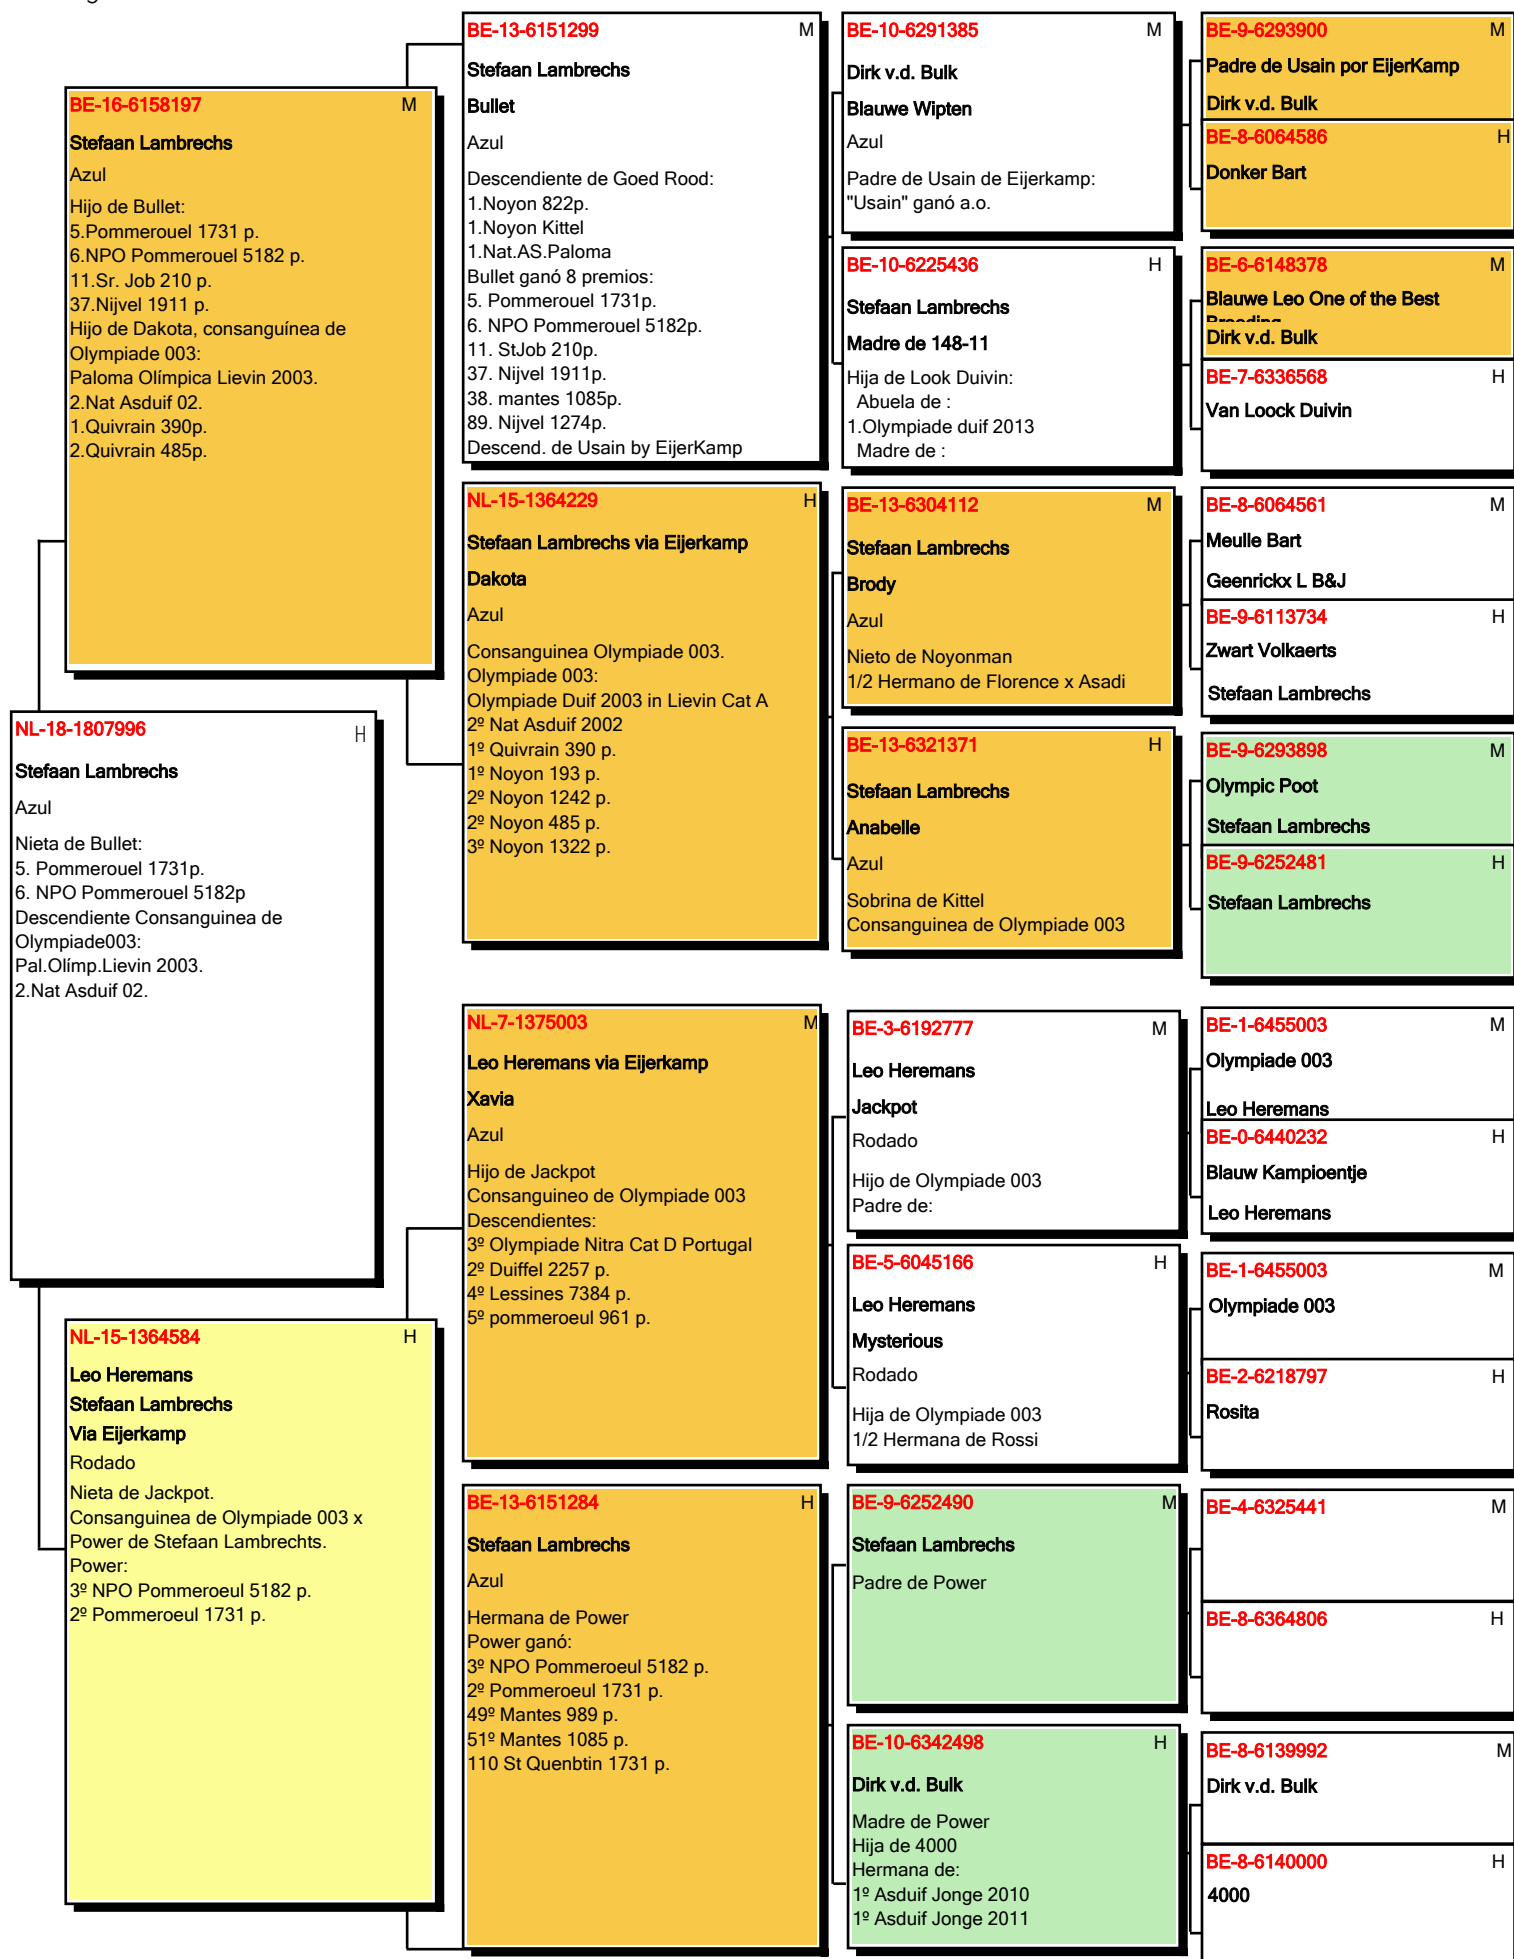 BE-16-6158197 M
Stefaan Lambrechs
Azul
Hijo de Bullet:
5.Pommerouel 1731 p.
6.NPO Pommerouel 5182 p.
11.Sr. Job 210 p.
37.Nijvel 1911 p.
Hijo de Dakota, consanguínea de
Olympiade 003:
Paloma Olímpica Lievin 2003.
2.Nat Asduif 02.
1.Quivrain 390p.
2.Quivrain 485p.
NL-18-1807996 H
Stefaan Lambrechs
Azul
Nieta de Bullet:
5. Pommerouel 1731p.
6. NPO Pommerouel 5182p
Descendiente Consanguinea de
Olympiade003:
Pal.Olímp.Lievin 2003.
2.Nat Asduif 02.
NL-15-1364584 H
Leo Heremans
Stefaan Lambrechs
Via Eijerkamp
Rodado
Nieta de Jackpot.
Consanguinea de Olympiade 003 x
Power de Stefaan Lambrechts.
Power:
3º NPO Pommeroeul 5182 p.
2º Pommeroeul 1731 p.
BE-13-6151299 M
Stefaan Lambrechs
Bullet
Azul
Descendiente de Goed Rood:
1.Noyon 822p.
1.Noyon Kittel
1.Nat.AS.Paloma
Bullet ganó 8 premios:
5. Pommerouel 1731p.
6. NPO Pommerouel 5182p.
11. StJob 210p.
37. Nijvel 1911p.
38. mantes 1085p.
89. Nijvel 1274p.
Descend. de Usain by EijerKamp
NL-15-1364229 H
Stefaan Lambrechs via Eijerkamp
Dakota
Azul
Consanguinea Olympiade 003.
Olympiade 003:
Olympiade Duif 2003 in Lievin Cat A
2º Nat Asduif 2002
1º Quivrain 390 p.
1º Noyon 193 p.
2º Noyon 1242 p.
2º Noyon 485 p.
3º Noyon 1322 p.
NL-7-1375003 M
Leo Heremans via Eijerkamp
Xavia
Azul
Hijo de Jackpot
Consanguineo de Olympiade 003
Descendientes:
3º Olympiade Nitra Cat D Portugal
2º Duiffel 2257 p.
4º Lessines 7384 p.
5º pommeroeul 961 p.
BE-13-6151284 H
Stefaan Lambrechs
Azul
Hermana de Power
Power ganó:
3º NPO Pommeroeul 5182 p.
2º Pommeroeul 1731 p.
49º Mantes 989 p.
51º Mantes 1085 p.
110 St Quenbtin 1731 p.
BE-10-6291385 M
Dirk v.d. Bulk
Blauwe Wipten
Azul
Padre de Usain de Eijerkamp:
"Usain" ganó a.o.
BE-10-6225436 H
Stefaan Lambrechs
Madre de 148-11
Hija de Look Duivin:
Abuela de :
1.Olympiade duif 2013
Madre de :
BE-13-6304112 M
Stefaan Lambrechs
Brody
Azul
Nieto de Noyonman
1/2 Hermano de Florence x Asadi
BE-13-6321371 H
Stefaan Lambrechs
Anabelle
Azul
Sobrina de Kittel
Consanguinea de Olympiade 003
BE-3-6192777 M
Leo Heremans
Jackpot
Rodado
Hijo de Olympiade 003
Padre de:
BE-5-6045166 H
Leo Heremans
Mysterious
Rodado
Hija de Olympiade 003
1/2 Hermana de Rossi
BE-9-6252490 M
Stefaan Lambrechs
Padre de Power
BE-10-6342498 H
Dirk v.d. Bulk
Madre de Power
Hija de 4000
Hermana de:
1º Asduif Jonge 2010
1º Asduif Jonge 2011
BE-9-6293900 M
Padre de Usain por EijerKamp
Dirk v.d. Bulk
BE-8-6064586 H
Donker Bart
BE-6-6148378 M
Blauwe Leo One of the Best
Breeding
Dirk v.d. Bulk
BE-7-6336568 H
Van Loock Duivin
BE-8-6064561 M
Meulle Bart
Geenrickx L B&J
BE-9-6113734 H
Zwart Volkaerts
Stefaan Lambrechs
BE-9-6293898 M
Olympic Poot
Stefaan Lambrechs
BE-9-6252481 H
Stefaan Lambrechs
BE-1-6455003 M
Olympiade 003
Leo Heremans
BE-0-6440232 H
Blauw Kampioentje
Leo Heremans
BE-1-6455003 M
Olympiade 003
BE-2-6218797 H
Rosita
BE-4-6325441 M
BE-8-6364806 H
BE-8-6139992 M
Dirk v.d. Bulk
BE-8-6140000 H
4000